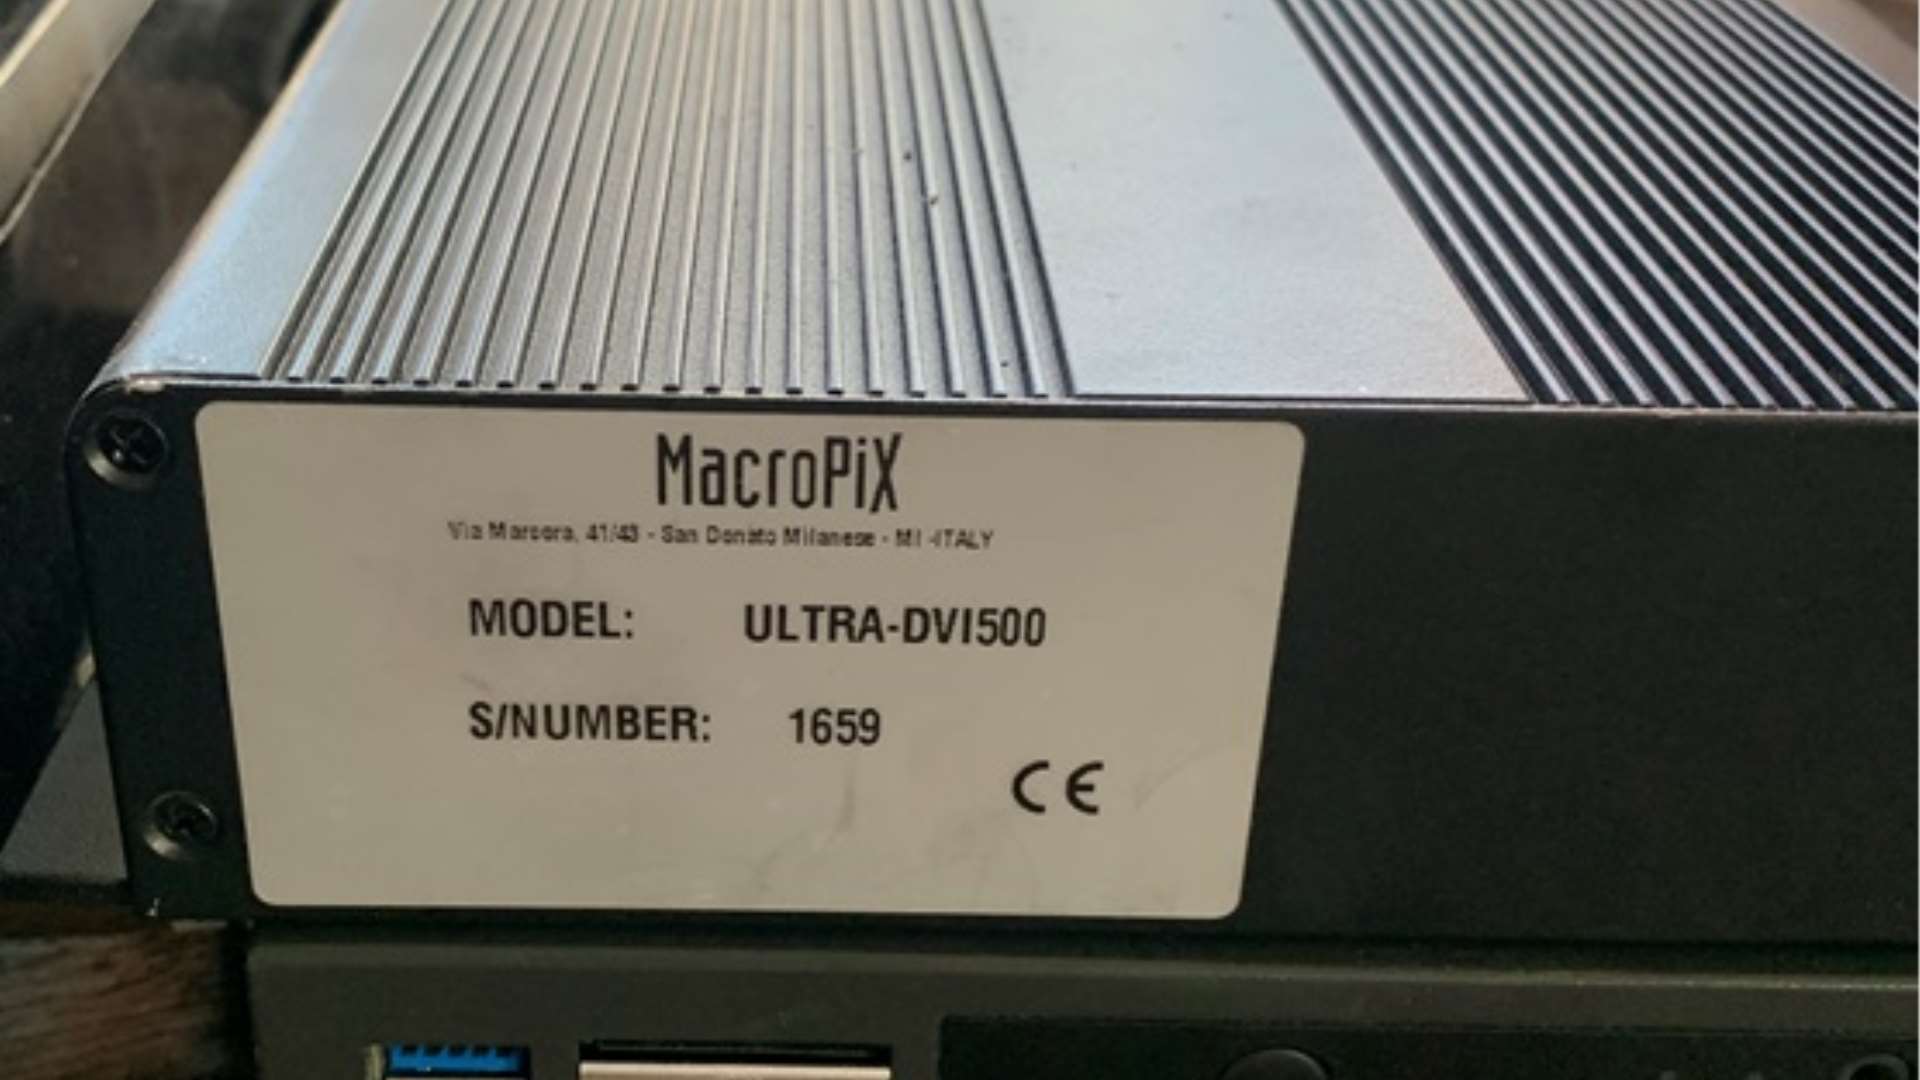 MacroPiX
Via Marcora, 41/43 - San Donato Milanese - MI -ITALY
MODEL: ULTRA-DVI500
S/NUMBER: 1659
CE